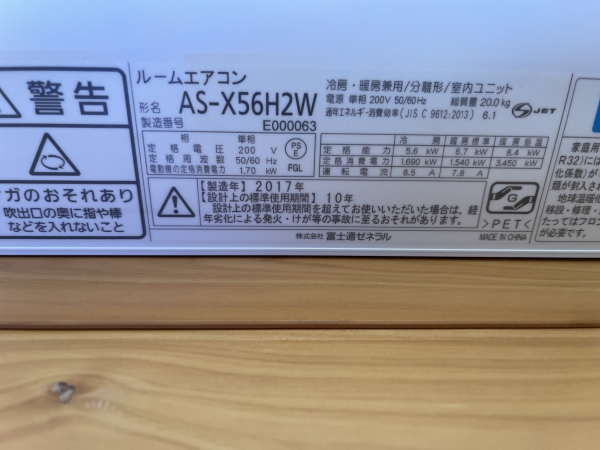 警告
ケガのおそれあり
吹出口の奥に指や棒
などを入れないこと
ルームエアコン
形名 AS-X56H2W
製造番号 E000063
冷房・暖房兼用/分離形/室内ユニット
電源 単相 200V 50/60Hz 総質量 20.0kg
通年エネルギー消費効率(JIS C 9612:2013) 6.1
JET
相 単相
定格電圧 200 V
定格周波数 50/60 Hz
電動機の定格消費電力 1.70 kW
PS
E
FGL
冷房 暖房標準 暖房低温
定格能力 5.6 kW 6.7 kW 8.4 kW
定格消費電力 1,690 kW 1,540 kW 3,450 kW
運転電流 8.5 A 7.8 A
【製造年】2017年
【設計上の標準使用期間】10年
設計上の標準使用期間を超えてお使いいただいた場合は、経
年劣化による発火・けが等の事故に至るおそれがあります。
G
>PET<
株式会社 富士通ゼネラル
MADE IN CHINA
家庭用
R32)には
化係数)が
類が封入され
地球温暖化
移設・修理・
たってはフロン
必要です。